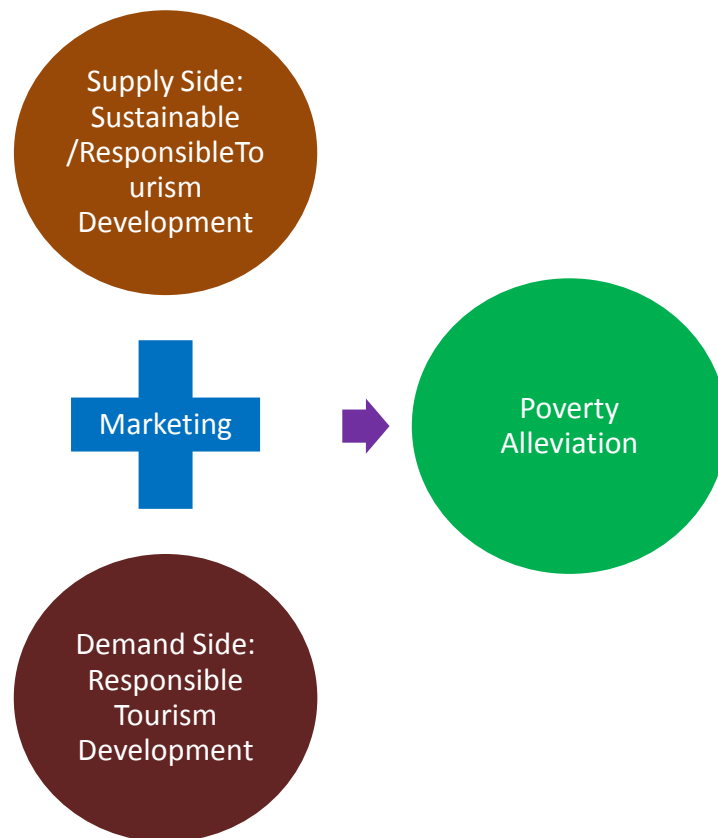 Supply Side:
Sustainable
/ResponsibleTo
urism
Development
Marketing
Poverty
Alleviation
Demand Side:
Responsible
Tourism
Development